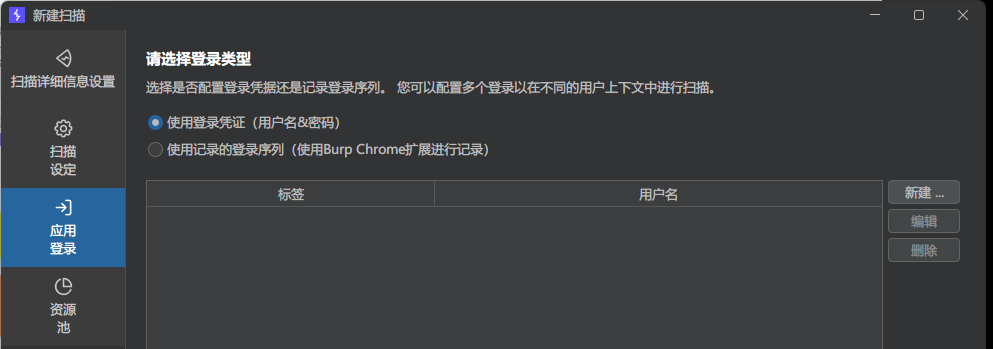 新建扫描
扫描详细信息设置
扫描
设定
应用
登录
资源
池
请选择登录类型
选择是否配置登录凭据还是记录登录序列。 您可以配置多个登录以在不同的用户上下文中进行扫描。
使用登录凭证（用户名&密码）
使用记录的登录序列（使用Burp Chrome扩展进行记录）
标签 用户名
新建 ...
编辑
删除